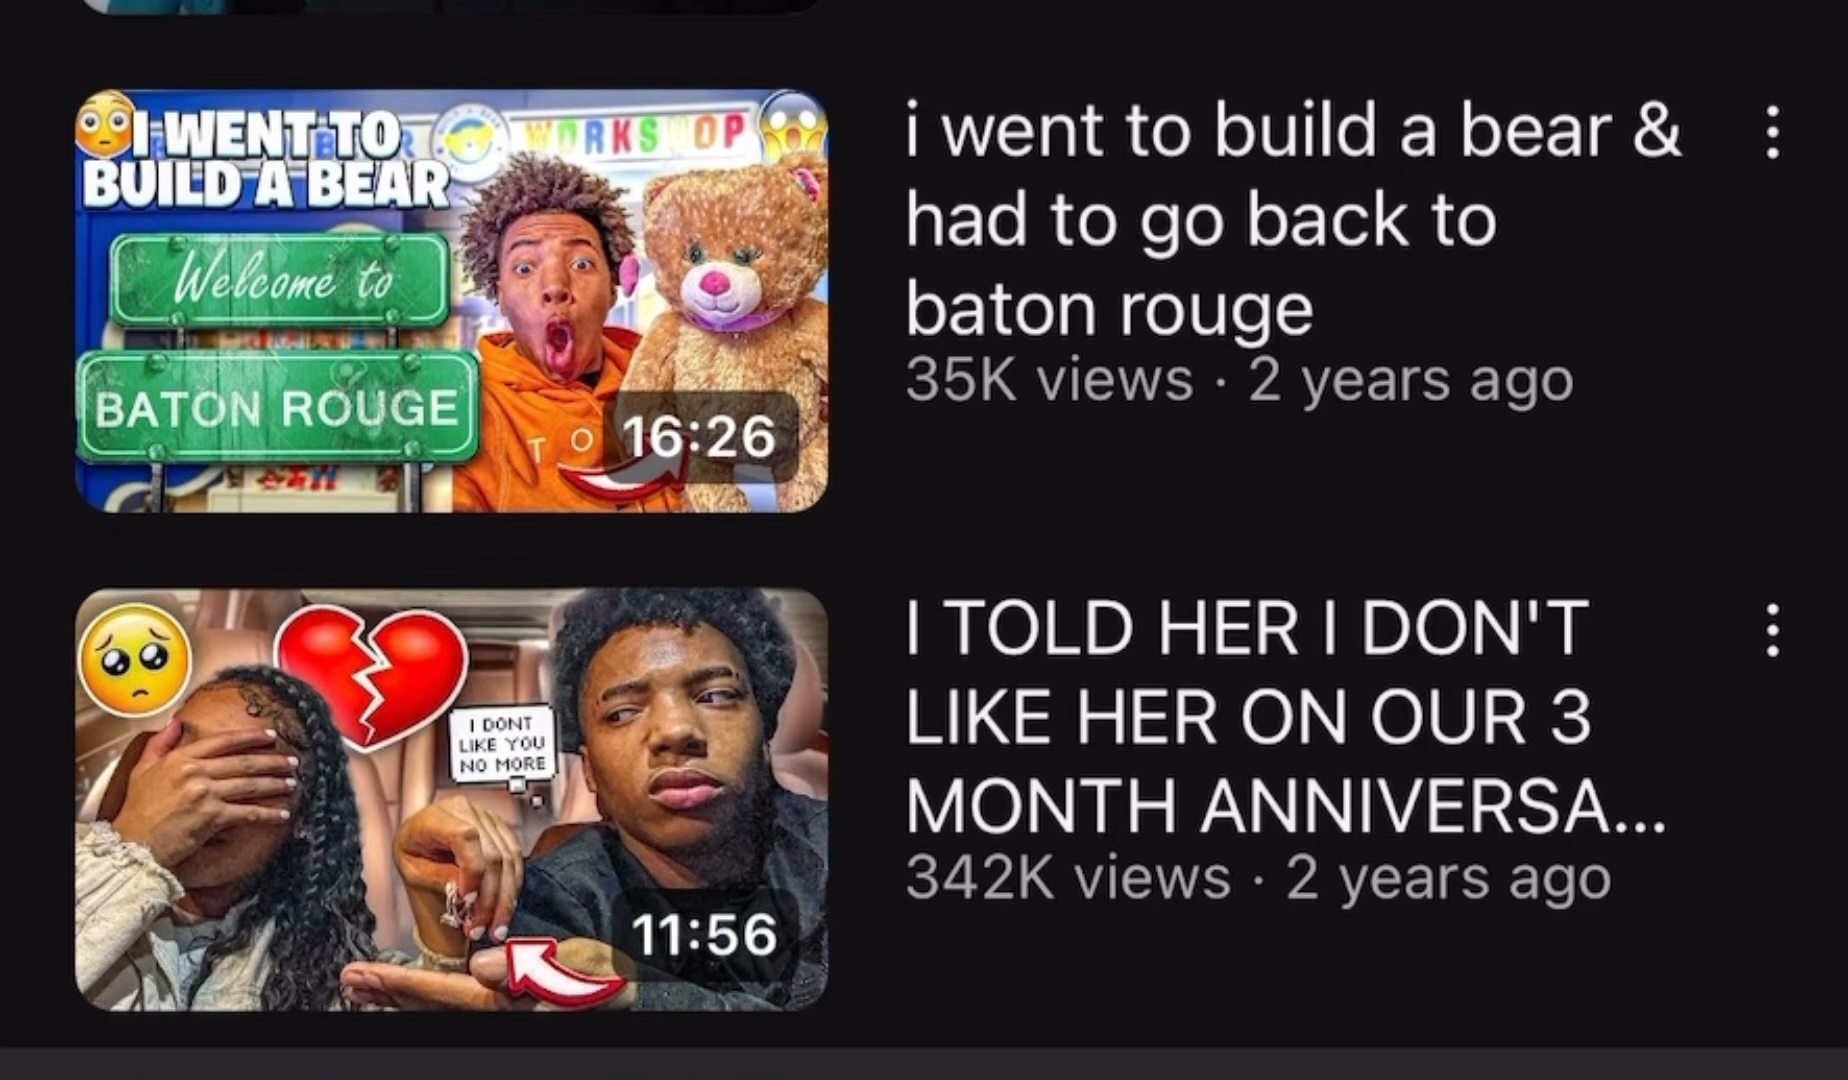 I WENT TO
BUILD A BEAR
WORKSHOP
Welcome to
BATON ROUGE
T O
16:26
i went to build a bear &
had to go back to
baton rouge
35K views · 2 years ago
I DONT
LIKE YOU
NO MORE
11:56
I TOLD HER I DON'T
LIKE HER ON OUR 3
MONTH ANNIVERSA...
342K views · 2 years ago